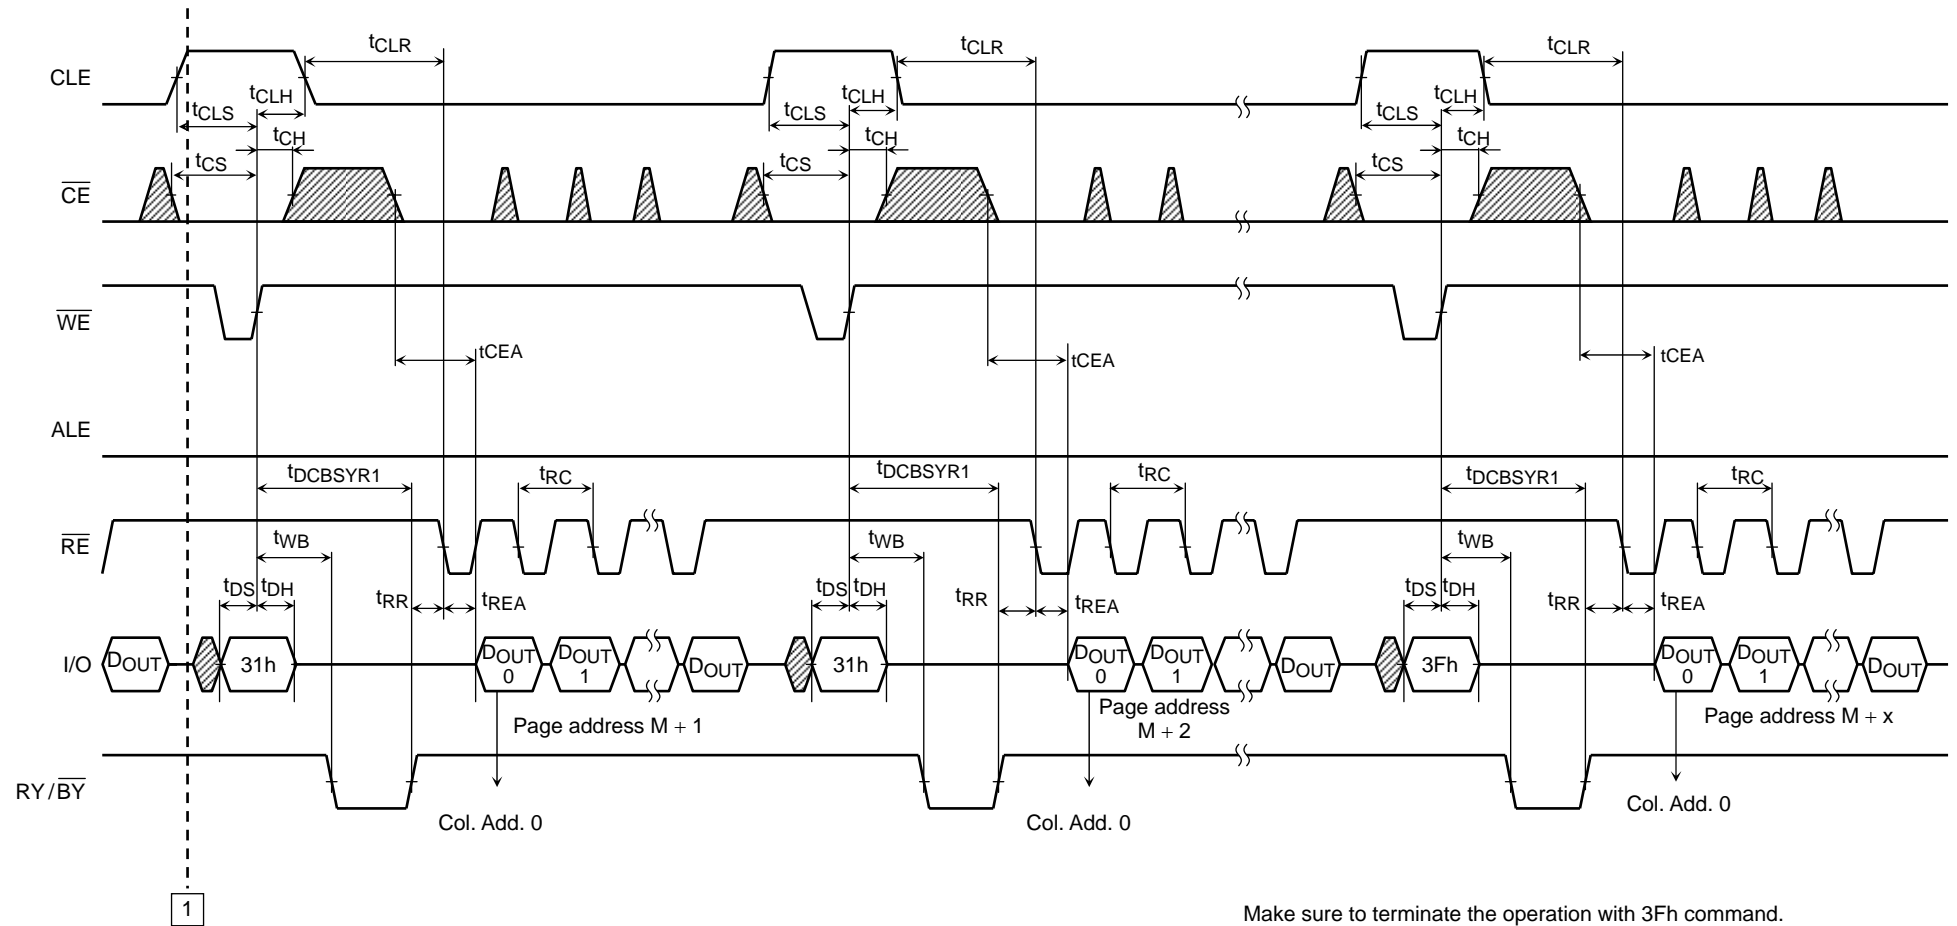 CLE
tCLR
tCLR
tCLR
tCLH
tCLH
tCLH
tCLS
tCLS
tCLS
tCH
tCH
tCH
tCS
tCS
tCS
CE
WE
tCEA
tCEA
tCEA
ALE
tDCBSYR1
tDCBSYR1
tDCBSYR1
tRC
tRC
tRC
RE
tWB
tWB
tWB
tDS tDH
tDS tDH
tDS tDH
tRR tREA
tRR tREA
tRR tREA
I/O
DOUT
31h
DOUT 0
DOUT 1
DOUT
31h
DOUT 0
DOUT 1
DOUT
3Fh
DOUT 0
DOUT 1
DOUT
Page address M + 1
Page address
M + 2
Page address M + x
RY/BY
Col. Add. 0
Col. Add. 0
Col. Add. 0
1
Make sure to terminate the operation with 3Fh command.